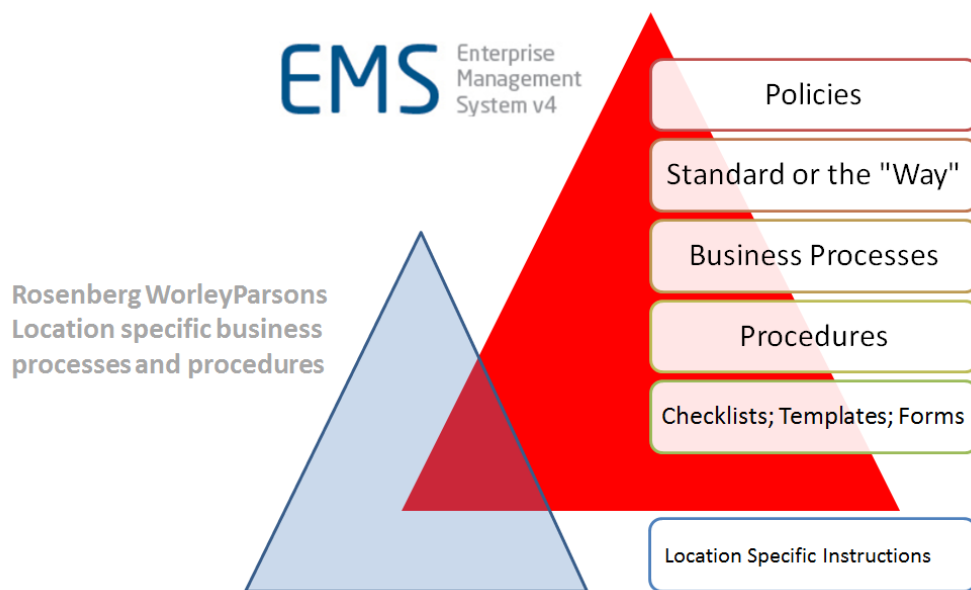 EMS
Enterprise
Management
System v4
Policies
Standard or the "Way"
Business Processes
Rosenberg WorleyParsons
Location specific business
processes and procedures
Procedures
Checklists; Templates; Forms
Location Specific Instructions